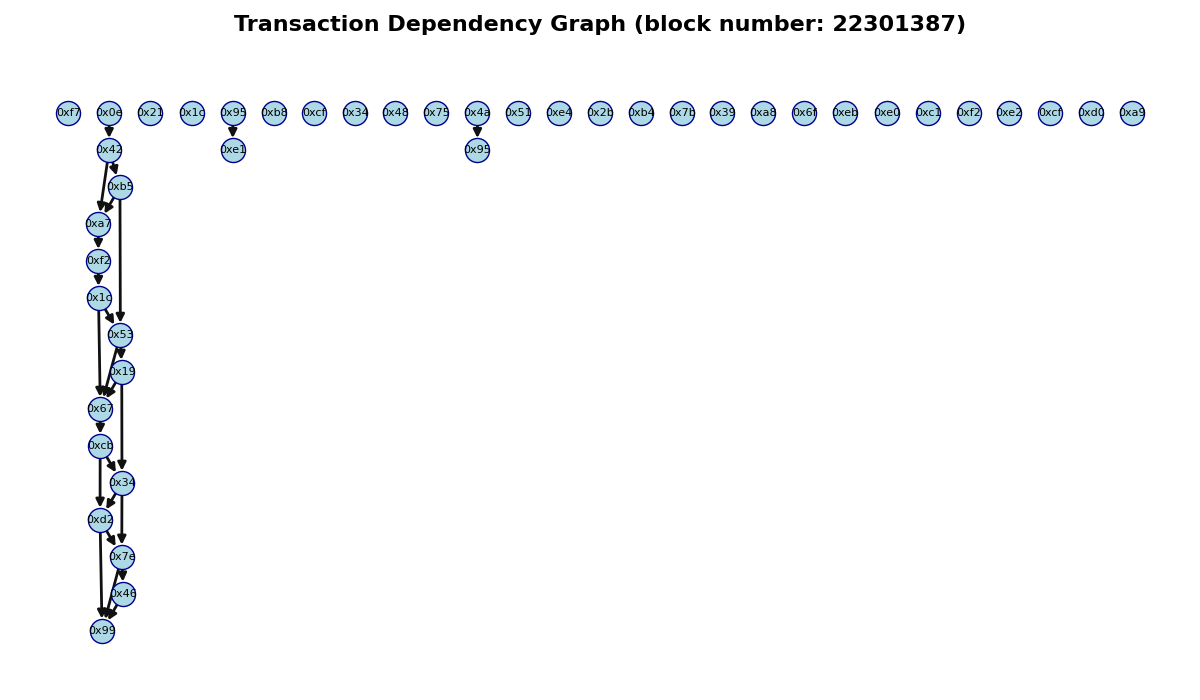 Transaction Dependency Graph (block number: 22301387)
0xf7 0x0e 0x21 0x1c 0x95 0xb8 0xcf 0x34 0x48 0x75 0x4a 0x51 0xe4 0x2b 0xb4 0x7b 0x39 0xa8 0x6f 0xeb 0xe0 0xc1 0xf2 0xe2 0xcf 0xd0 0xa9
0x42 0xe1 0x95
0xb5
0xa7
0xf2
0x1c
0x53
0x19
0x67
0xcb
0x34
0xd2
0x7e
0x46
0x99